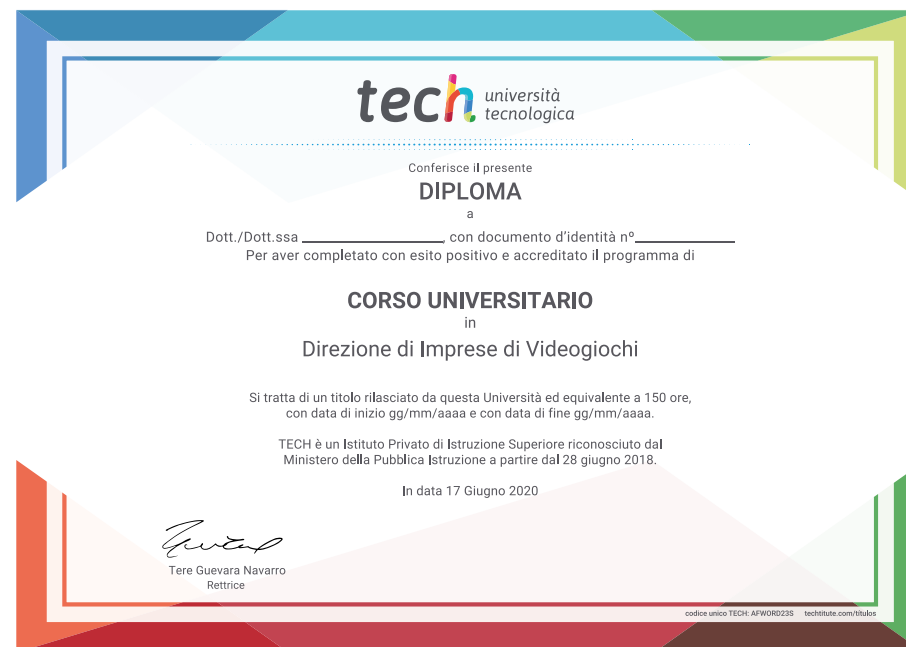 tech università
tecnologica
Conferisce il presente
DIPLOMA
a
Dott./Dott.ssa ____________, con documento d'identità nº__________
Per aver completato con esito positivo e accreditato il programma di
CORSO UNIVERSITARIO
in
Direzione di Imprese di Videogiochi
Si tratta di un titolo rilasciato da questa Università ed equivalente a 150 ore,
con data di inizio gg/mm/aaaa e con data di fine gg/mm/aaaa.
TECH è un Istituto Privato di Istruzione Superiore riconosciuto dal
Ministero della Pubblica Istruzione a partire dal 28 giugno 2018.
In data 17 Giugno 2020
Tere Guevara Navarro
Rettrice
codice unico TECH: AFWORD23S techtitute.com/titulos